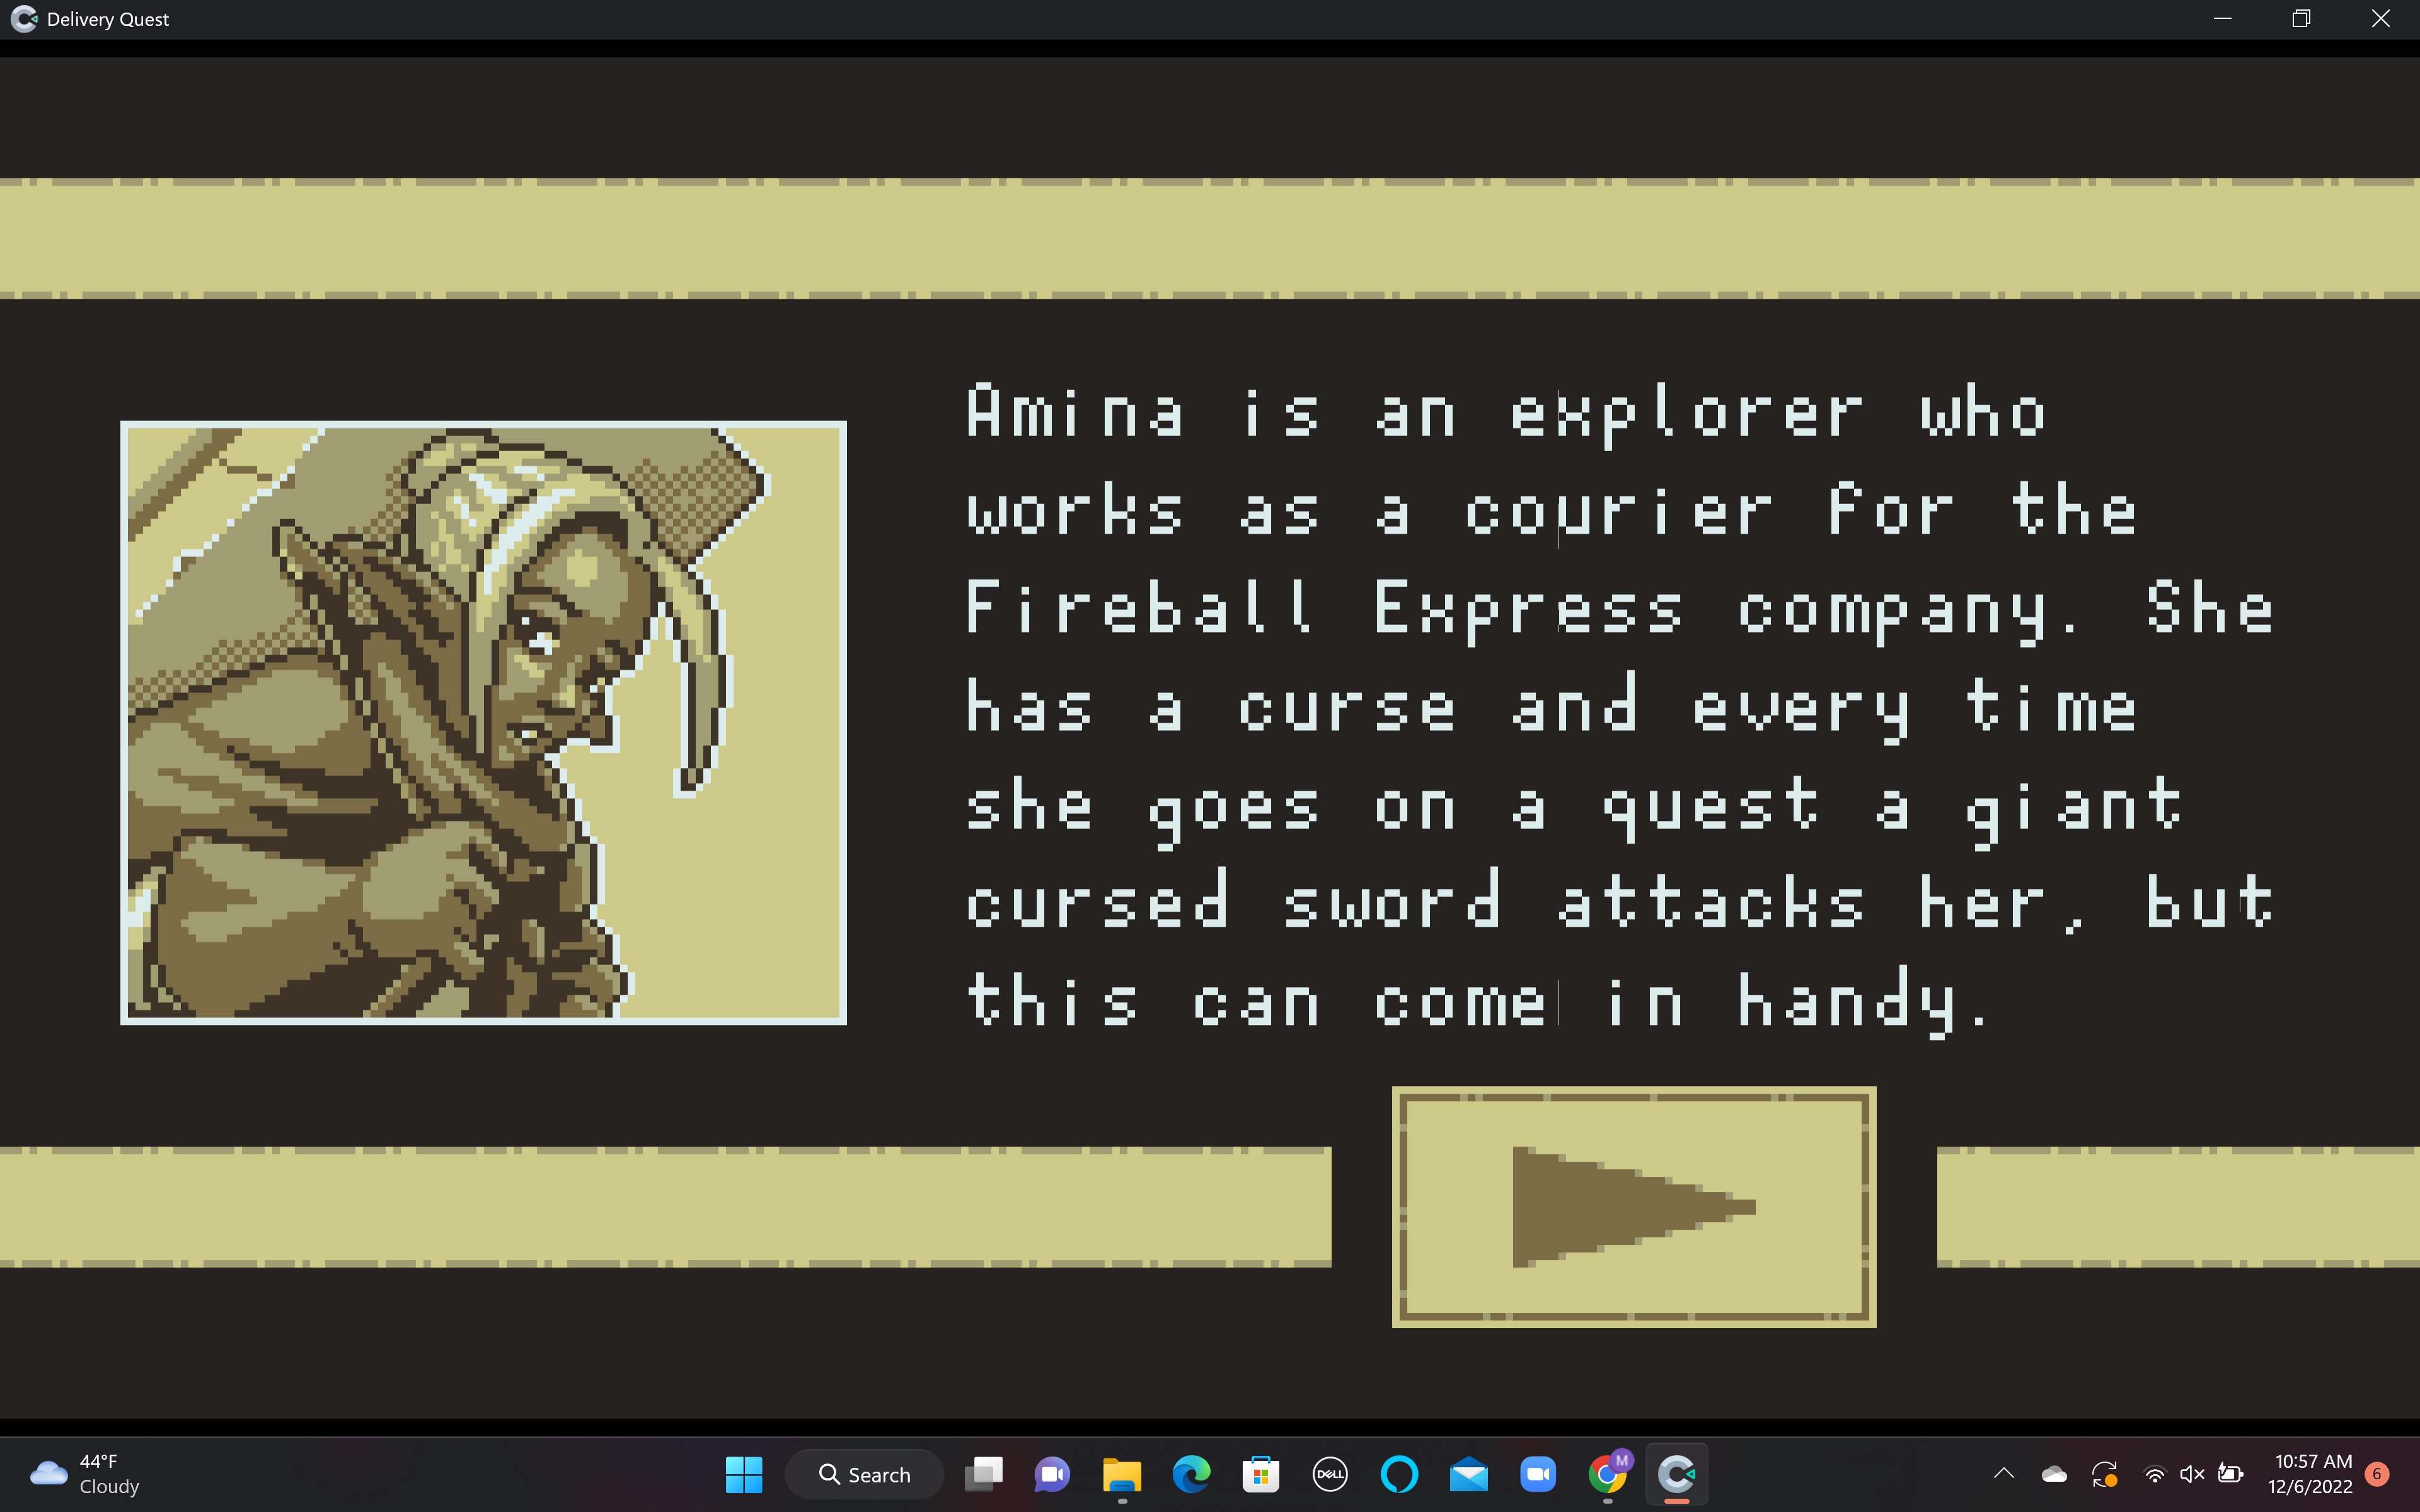 Delivery Quest
Amina is an explorer who
works as a courier for the
Fireball Express company. She
has a curse and every time
she goes on a quest a giant
cursed sword attacks her, but
this can come in handy.
44°F
Cloudy
Search
DELL
M
10:57 AM
12/6/2022
6